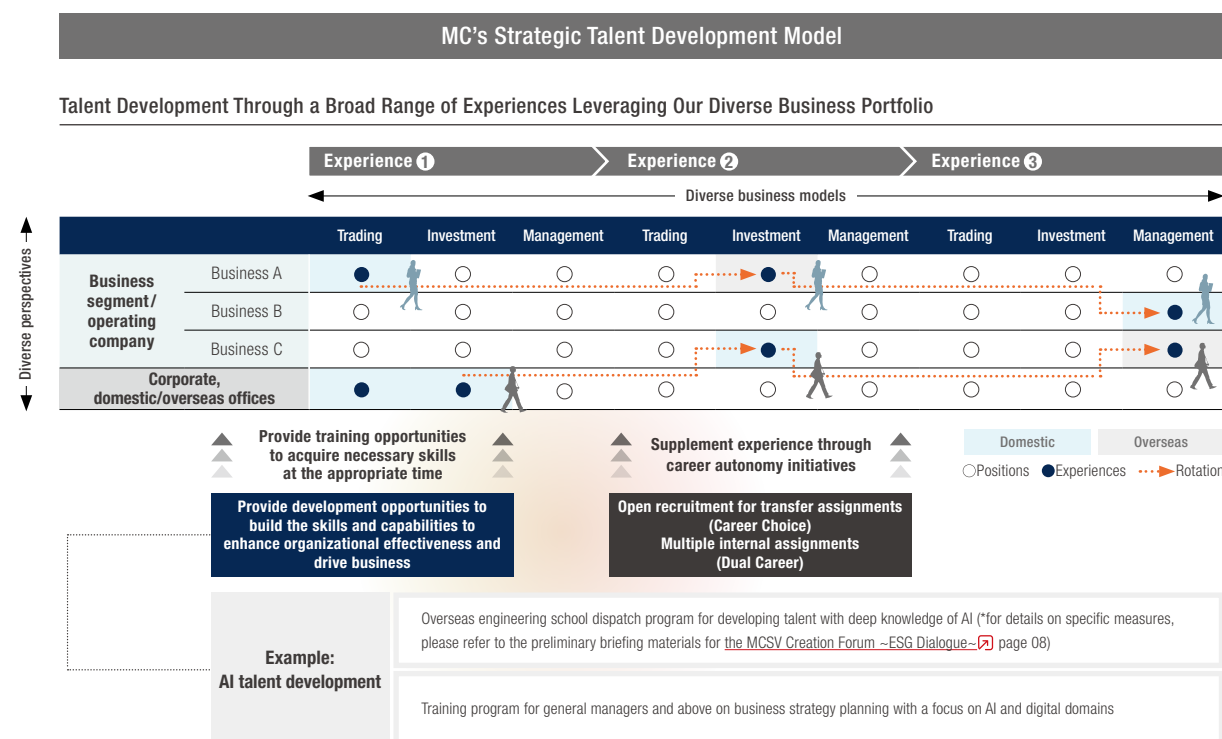 MC's Strategic Talent Development Model
Talent Development Through a Broad Range of Experiences Leveraging Our Diverse Business Portfolio
Experience 1
Experience 2
Experience 3
Diverse business models
Diverse perspectives
Trading Investment Management Trading Investment Management Trading Investment Management
Business
segment/
operating
company
Business A
Business B
Business C
Corporate,
domestic/overseas offices
Provide training opportunities
to acquire necessary skills
at the appropriate time
Supplement experience through
career autonomy initiatives
Domestic
Overseas
Positions Experiences Rotation
Provide development opportunities to
build the skills and capabilities to
enhance organizational effectiveness and
drive business
Open recruitment for transfer assignments
(Career Choice)
Multiple internal assignments
(Dual Career)
Example:
AI talent development
Overseas engineering school dispatch program for developing talent with deep knowledge of AI (*for details on specific measures,
please refer to the preliminary briefing materials for the MCSV Creation Forum ~ESG Dialogue~ page 08)
Training program for general managers and above on business strategy planning with a focus on AI and digital domains